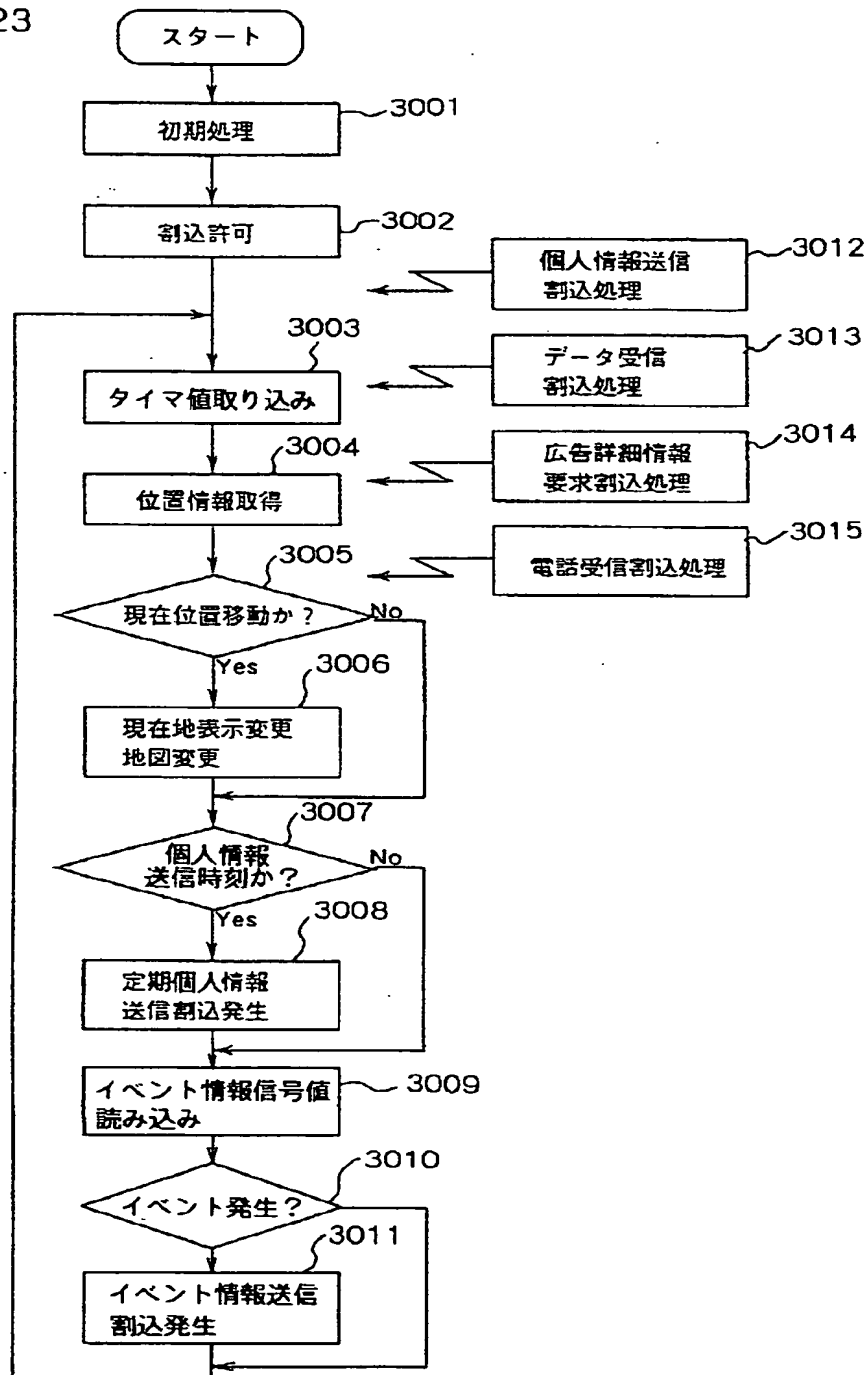 23
スタート
3001
初期処理
3002
割込許可
個人情報送信
割込処理
3012
3003
タイマ値取り込み
データ受信
割込処理
3013
3004
位置情報取得
広告詳細情報
要求割込処理
3014
3005
現在位置移動か?
No
Yes
電話受信割込処理
3015
3006
現在地表示変更
地図変更
3007
個人情報
送信時刻か?
No
Yes
3008
定期個人情報
送信割込発生
イベント情報信号値
読み込み
3009
3010
イベント発生?
3011
イベント情報送信
割込発生